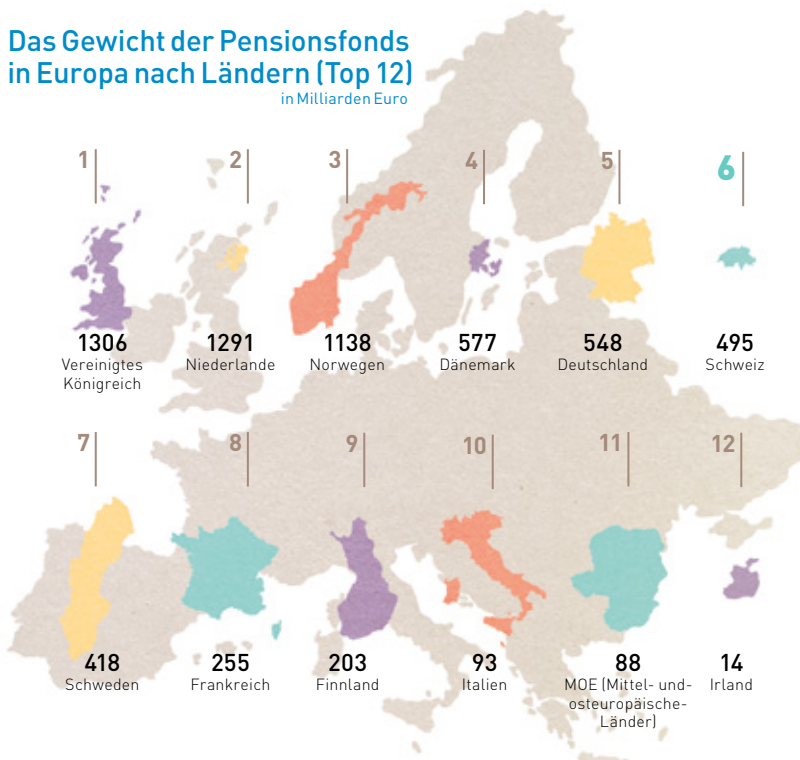 Das Gewicht der Pensionsfonds
in Europa nach Ländern (Top 12)
in Milliarden Euro
1
2
3
4
5
6
1306
Vereinigtes
Königreich
1291
Niederlande
1138
Norwegen
577
Dänemark
548
Deutschland
495
Schweiz
7
8
9
10
11
12
418
Schweden
255
Frankreich
203
Finnland
93
Italien
88
MOE (Mittel- und-
osteuropäische-
Länder)
14
Irland